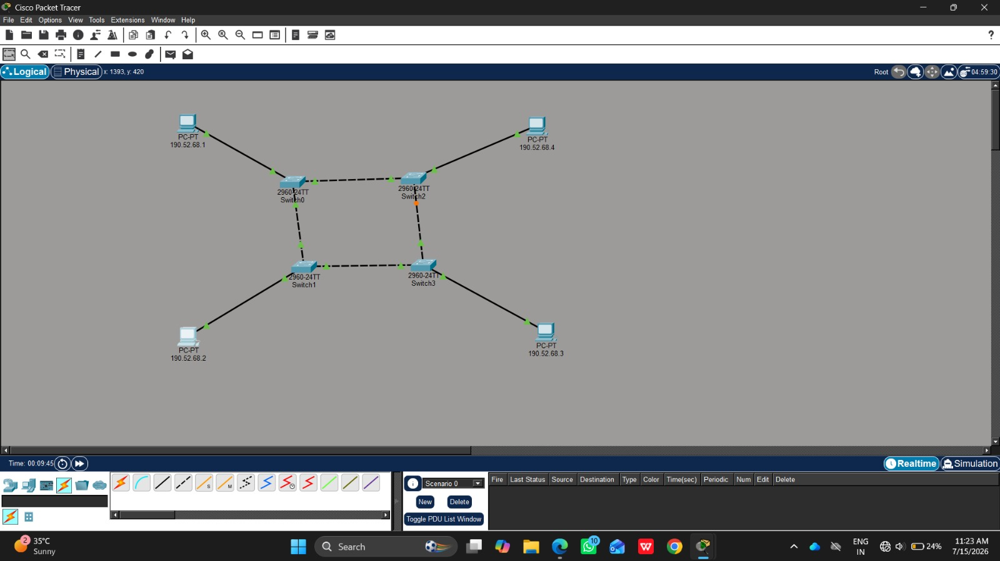 Cisco Packet Tracer
File Edit Options View Tools Extensions Window Help
?
Logical Physical x: 1393, y: 420 Root 04:59:30
PC-PT
190.52.68.1
PC-PT
190.52.68.4
2960-24TT
Switch0
2960-24TT
Switch2
2960-24TT
Switch1
2960-24TT
Switch3
PC-PT
190.52.68.2
PC-PT
190.52.68.3
Time: 00:09:45 Realtime Simulation
S M
Scenario 0
New Delete
Toggle PDU List Window
Fire Last Status Source Destination Type Color Time(sec) Periodic Num Edit Delete
2
35°C
Sunny
Search
10
W
ENG
IN
24%
11:23 AM
7/15/2026